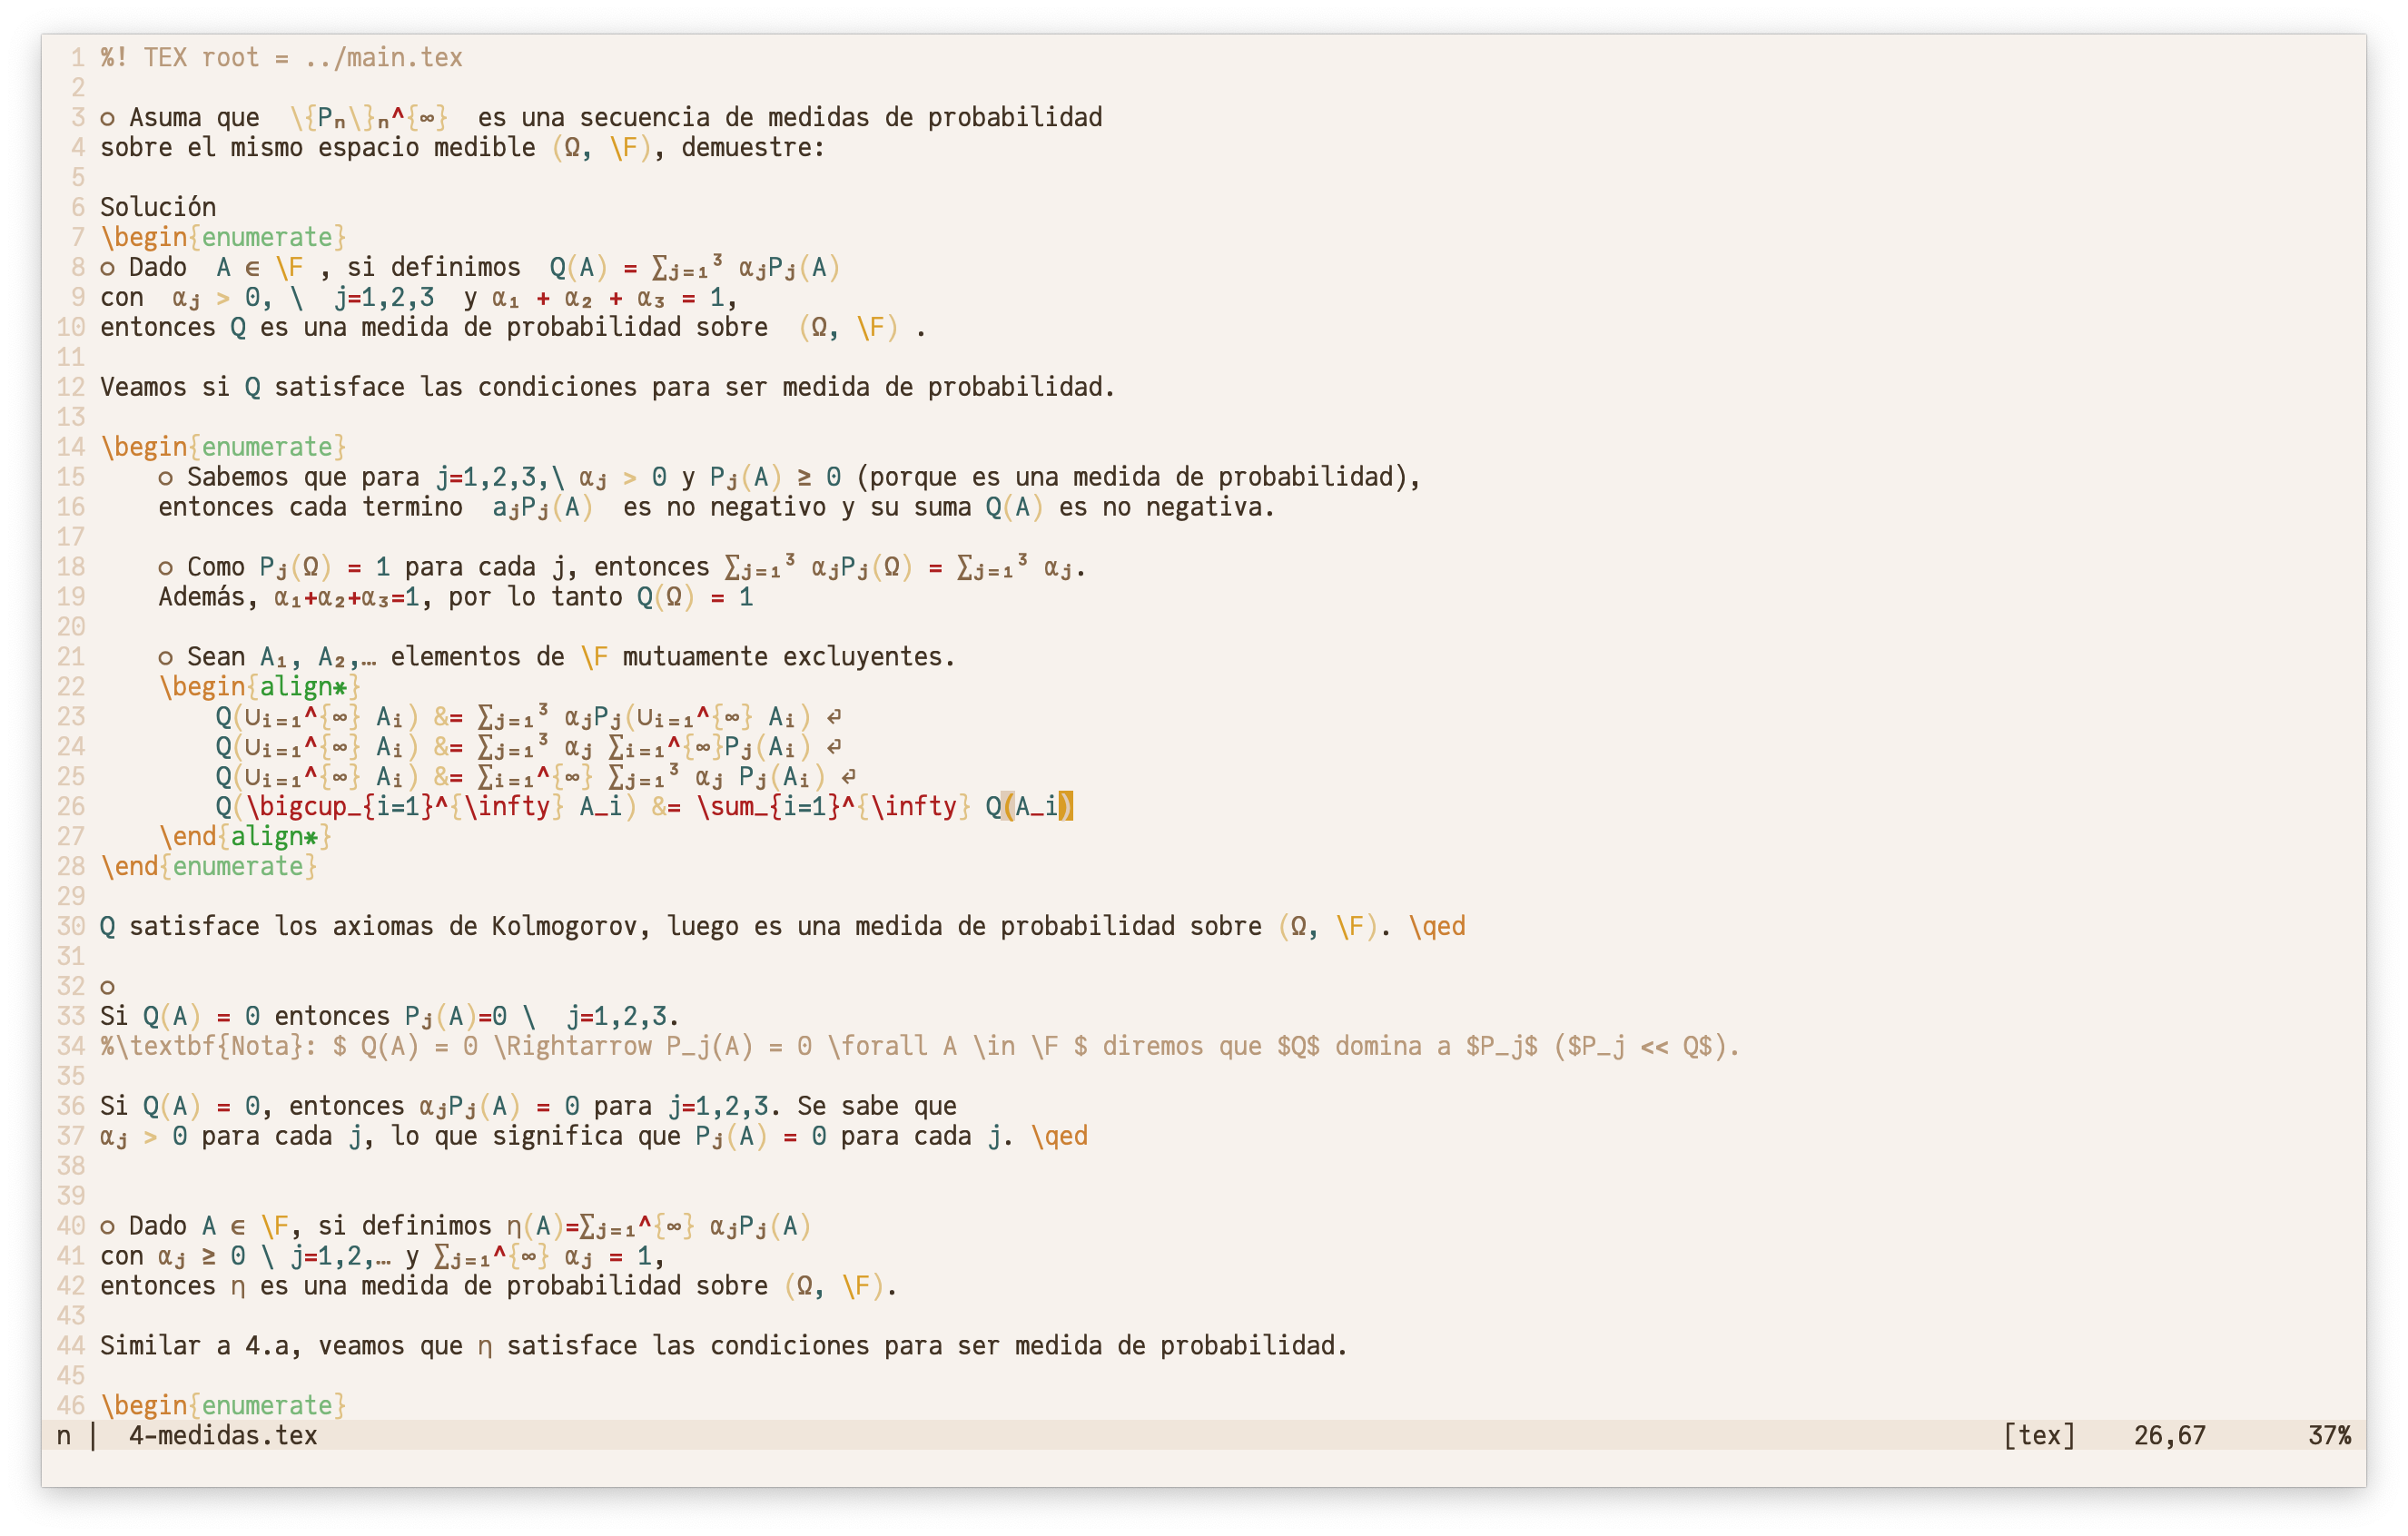 1 %! TEX root = ../main.tex
2
3 ○ Asuma que  \{Pₙ\}ₙ^{∞}  es una secuencia de medidas de probabilidad
4 sobre el mismo espacio medible (Ω, \F), demuestre:
5
6 Solución
7 \begin{enumerate}
8 ○ Dado  A ∈ \F , si definimos  Q(A) = ∑ⱼ₌₁³ αⱼPⱼ(A)
9 con  αⱼ > 0, \  j=1,2,3  y α₁ + α₂ + α₃ = 1,
10 entonces Q es una medida de probabilidad sobre  (Ω, \F) .
11
12 Veamos si Q satisface las condiciones para ser medida de probabilidad.
13
14 \begin{enumerate}
15     ○ Sabemos que para j=1,2,3,\ αⱼ > 0 y Pⱼ(A) ≥ 0 (porque es una medida de probabilidad),
16     entonces cada termino  aⱼPⱼ(A)  es no negativo y su suma Q(A) es no negativa.
17
18     ○ Como Pⱼ(Ω) = 1 para cada j, entonces ∑ⱼ₌₁³ αⱼPⱼ(Ω) = ∑ⱼ₌₁³ αⱼ.
19     Además, α₁+α₂+α₃=1, por lo tanto Q(Ω) = 1
20
21     ○ Sean A₁, A₂,… elementos de \F mutuamente excluyentes.
22     \begin{align*}
23         Q(∪ᵢ₌₁^{∞} Aᵢ) &= ∑ⱼ₌₁³ αⱼPⱼ(∪ᵢ₌₁^{∞} Aᵢ) ⏎
24         Q(∪ᵢ₌₁^{∞} Aᵢ) &= ∑ⱼ₌₁³ αⱼ ∑ᵢ₌₁^{∞}Pⱼ(Aᵢ) ⏎
25         Q(∪ᵢ₌₁^{∞} Aᵢ) &= ∑ᵢ₌₁^{∞} ∑ⱼ₌₁³ αⱼ Pⱼ(Aᵢ) ⏎
26         Q(\bigcup_{i=1}^{\infty} A_i) &= \sum_{i=1}^{\infty} Q(A_i)
27     \end{align*}
28 \end{enumerate}
29
30 Q satisface los axiomas de Kolmogorov, luego es una medida de probabilidad sobre (Ω, \F). \qed
31
32 ○
33 Si Q(A) = 0 entonces Pⱼ(A)=0 \  j=1,2,3.
34 %\textbf{Nota}: $ Q(A) = 0 \Rightarrow P_j(A) = 0 \forall A \in \F $ diremos que $Q$ domina a $P_j$ ($P_j << Q$).
35
36 Si Q(A) = 0, entonces αⱼPⱼ(A) = 0 para j=1,2,3. Se sabe que
37 αⱼ > 0 para cada j, lo que significa que Pⱼ(A) = 0 para cada j. \qed
38
39
40 ○ Dado A ∈ \F, si definimos η(A)=∑ⱼ₌₁^{∞} αⱼPⱼ(A)
41 con αⱼ ≥ 0 \ j=1,2,… y ∑ⱼ₌₁^{∞} αⱼ = 1,
42 entonces η es una medida de probabilidad sobre (Ω, \F).
43
44 Similar a 4.a, veamos que η satisface las condiciones para ser medida de probabilidad.
45
46 \begin{enumerate}
n │  4-medidas.tex [tex] 26,67 37%